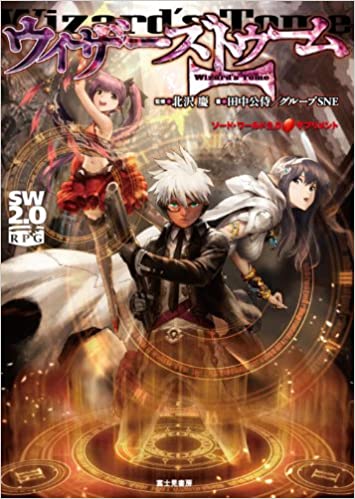 Wizard's Tome
ウィザーズトゥーム
Wizard's Tome
監修◆北沢 慶 著◆田中公侍/グループSNE
ソード・ワールド2.0 サプリメント
SW
2.0
RPG
富士見書房